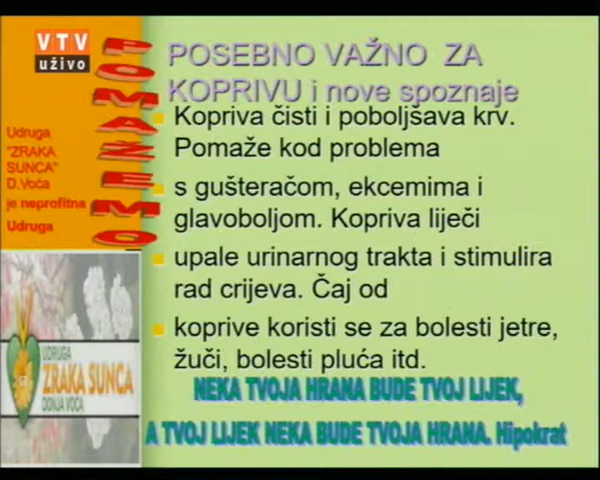 VTV
uživo
POMAŽEMO
Udruga
"ZRAKA
SUNCA"
D.Voća
je neprofitna
Udruga
UDRUGA
ZRAKA SUNCA
DONJA VOĆA
POSEBNO VAŽNO ZA
KOPRIVU i nove spoznaje
Kopriva čisti i poboljšava krv.
Pomaže kod problema
s gušteračom, ekcemima i
glavoboljom. Kopriva liječi
upale urinarnog trakta i stimulira
rad crijeva. Čaj od
koprive koristi se za bolesti jetre,
žuči, bolesti pluća itd.
NEKA TVOJA HRANA BUDE TVOJ LIJEK,
A TVOJ LIJEK NEKA BUDE TVOJA HRANA. Hipokrat